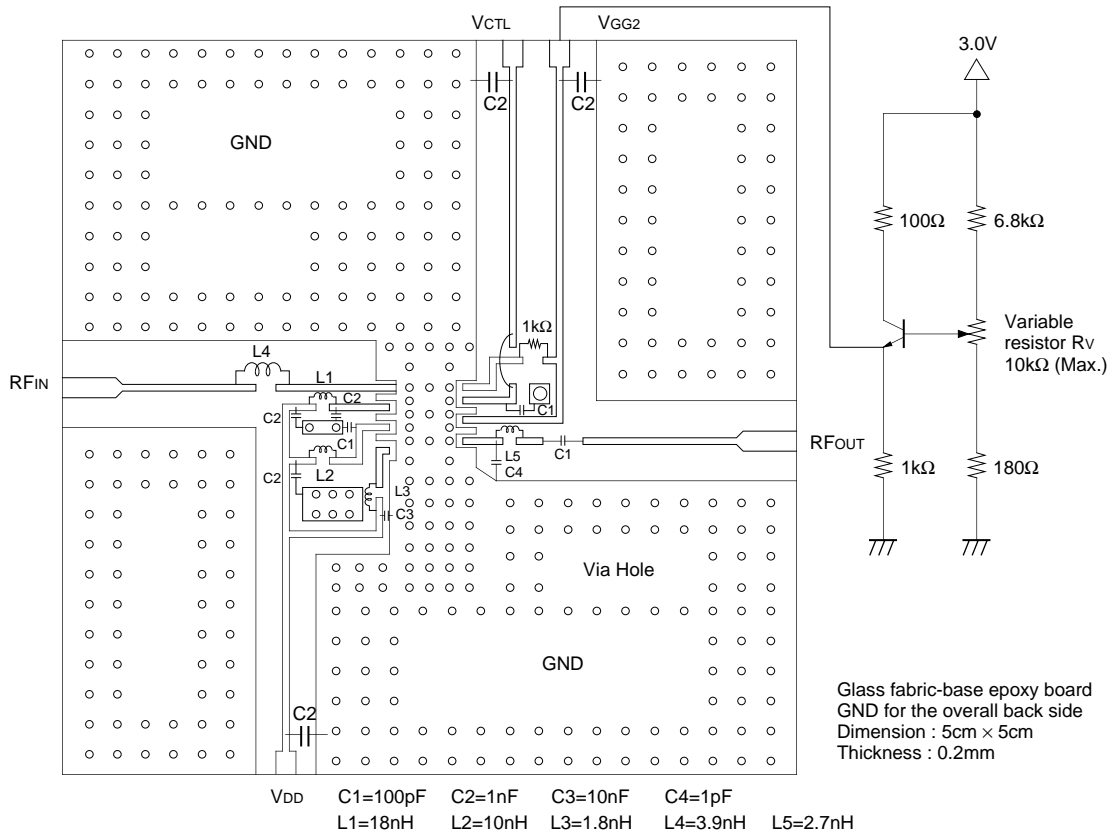 VCTL VGG2
3.0V
C2 C2
GND
100Ω 6.8kΩ
1kΩ
Variable
resistor RV
10kΩ (Max.)
L4
RFIN
L1
C2
C2
C1
C1
L5
C1
RFOUT
C4
L2
C2
L3
C3
1kΩ 180Ω
Via Hole
GND
C2
Glass fabric-base epoxy board
GND for the overall back side
Dimension : 5cm × 5cm
Thickness : 0.2mm
VDD C1=100pF C2=1nF C3=10nF C4=1pF
L1=18nH L2=10nH L3=1.8nH L4=3.9nH L5=2.7nH
1kΩ